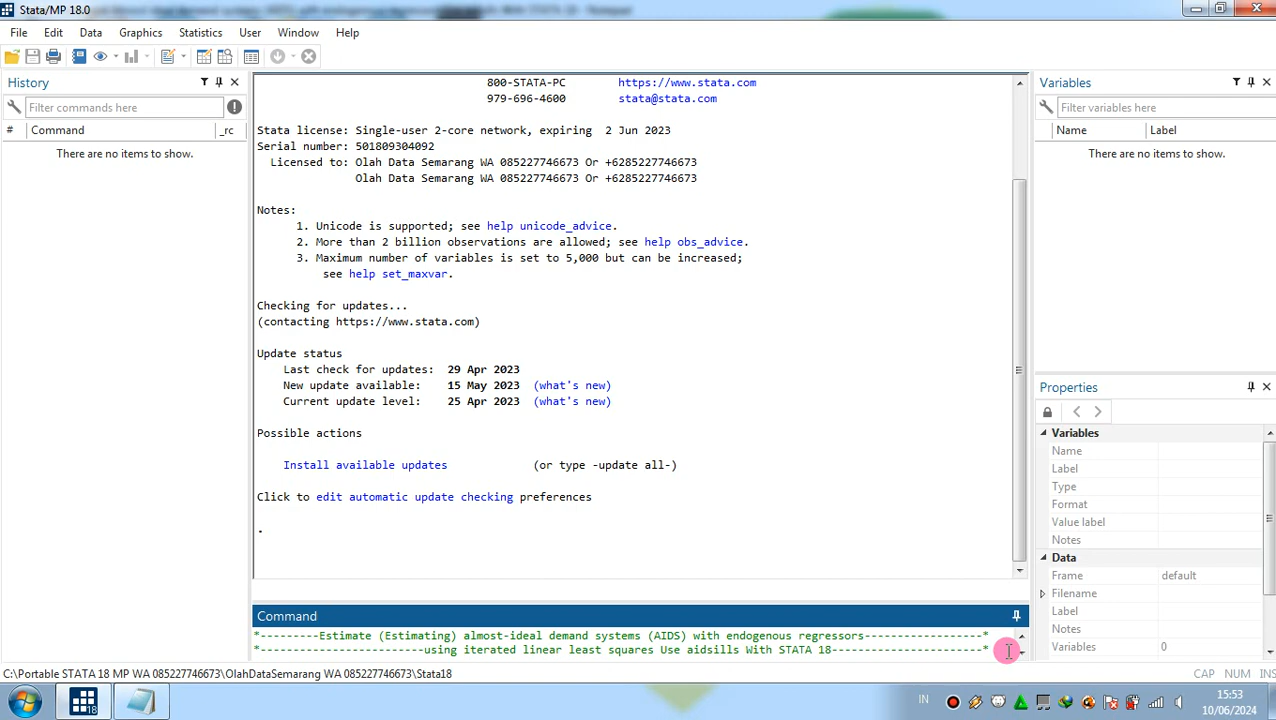 Stata/MP 18.0
File Edit Data Graphics Statistics User Window Help
History
Filter commands here
# Command _rc
There are no items to show.
800-STATA-PC https://www.stata.com
979-696-4600 stata@stata.com
Stata license: Single-user 2-core network, expiring 2 Jun 2023
Serial number: 501809304092
Licensed to: Olah Data Semarang WA 085227746673 Or +6285227746673
Olah Data Semarang WA 085227746673 Or +6285227746673
Notes:
1. Unicode is supported; see help unicode_advice.
2. More than 2 billion observations are allowed; see help obs_advice.
3. Maximum number of variables is set to 5,000 but can be increased;
see help set_maxvar.
Checking for updates...
(contacting https://www.stata.com)
Update status
Last check for updates: 29 Apr 2023
New update available: 15 May 2023 (what's new)
Current update level: 25 Apr 2023 (what's new)
Possible actions
Install available updates (or type -update all-)
Click to edit automatic update checking preferences
.
Command
*---------Estimate (Estimating) almost-ideal demand systems (AIDS) with endogenous regressors-----------------*
*------------------------using iterated linear least squares Use aidsills With STATA 18----------------------*
Variables
Filter variables here
Name Label
There are no items to show.
Properties
Variables
Name
Label
Type
Format
Value label
Notes
Data
Frame default
Filename
Label
Notes
Variables 0
C:\Portable STATA 18 MP WA 085227746673\OlahDataSemarang WA 085227746673\Stata18
CAP NUM INS
18
IN
15:53
10/06/2024